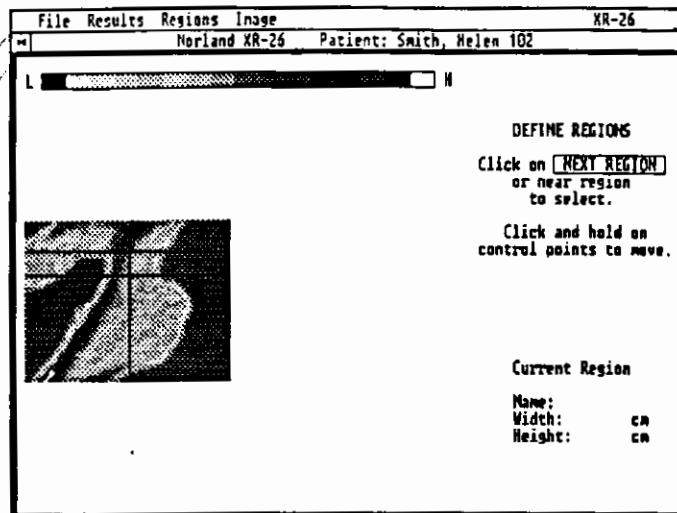 File Results Regions Image XR-26
Norland XR-26 Patient: Smith, Helen 102
L H
DEFINE REGIONS
Click on NEXT REGION
or near region
to select.
Click and hold on
control points to move.
Current Region
Name:
Width: cm
Height: cm